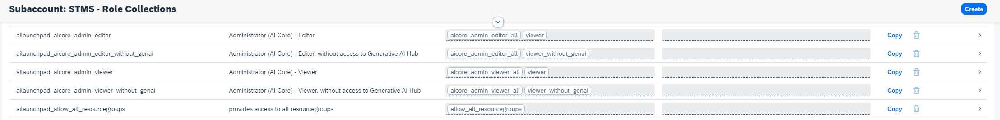 Subaccount: STMS - Role Collections
Create
ailaunchpad_aicore_admin_editor Administrator (AI Core) - Editor aicore_admin_editor_all viewer Copy
ailaunchpad_aicore_admin_editor_without_genai Administrator (AI Core) - Editor, without access to Generative AI Hub aicore_admin_editor_all viewer_without_genai Copy
ailaunchpad_aicore_admin_viewer Administrator (AI Core) - Viewer aicore_admin_viewer_all viewer Copy
ailaunchpad_aicore_admin_viewer_without_genai Administrator (AI Core) - Viewer, without access to Generative AI Hub aicore_admin_viewer_all viewer_without_genai Copy
ailaunchpad_allow_all_resourcegroups provides access to all resourcegroups allow_all_resourcegroups Copy